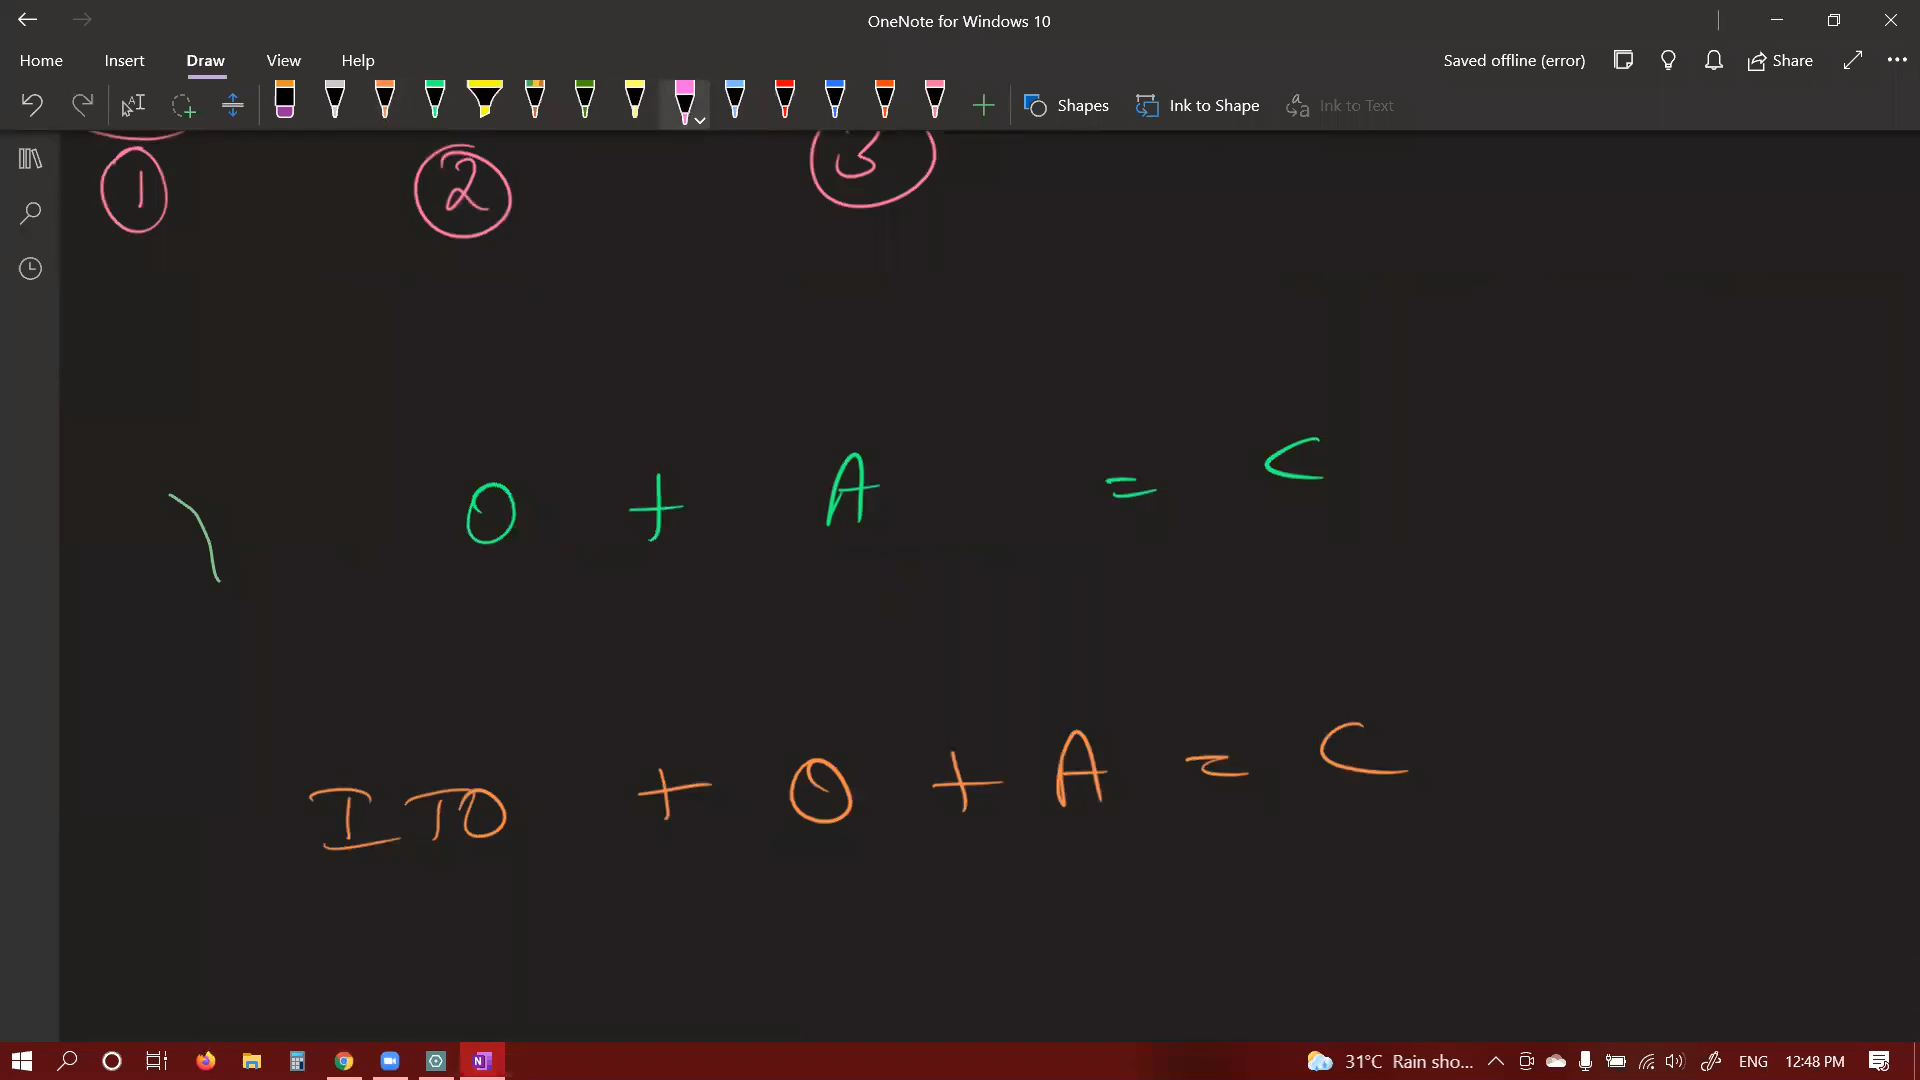 OneNote for Windows 10
Home Insert Draw View Help Saved offline (error) Share
Shapes Ink to Shape Ink to Text
1 2 3
O + A = C
ITO + O + A = C
31°C Rain sho... ENG 12:48 PM